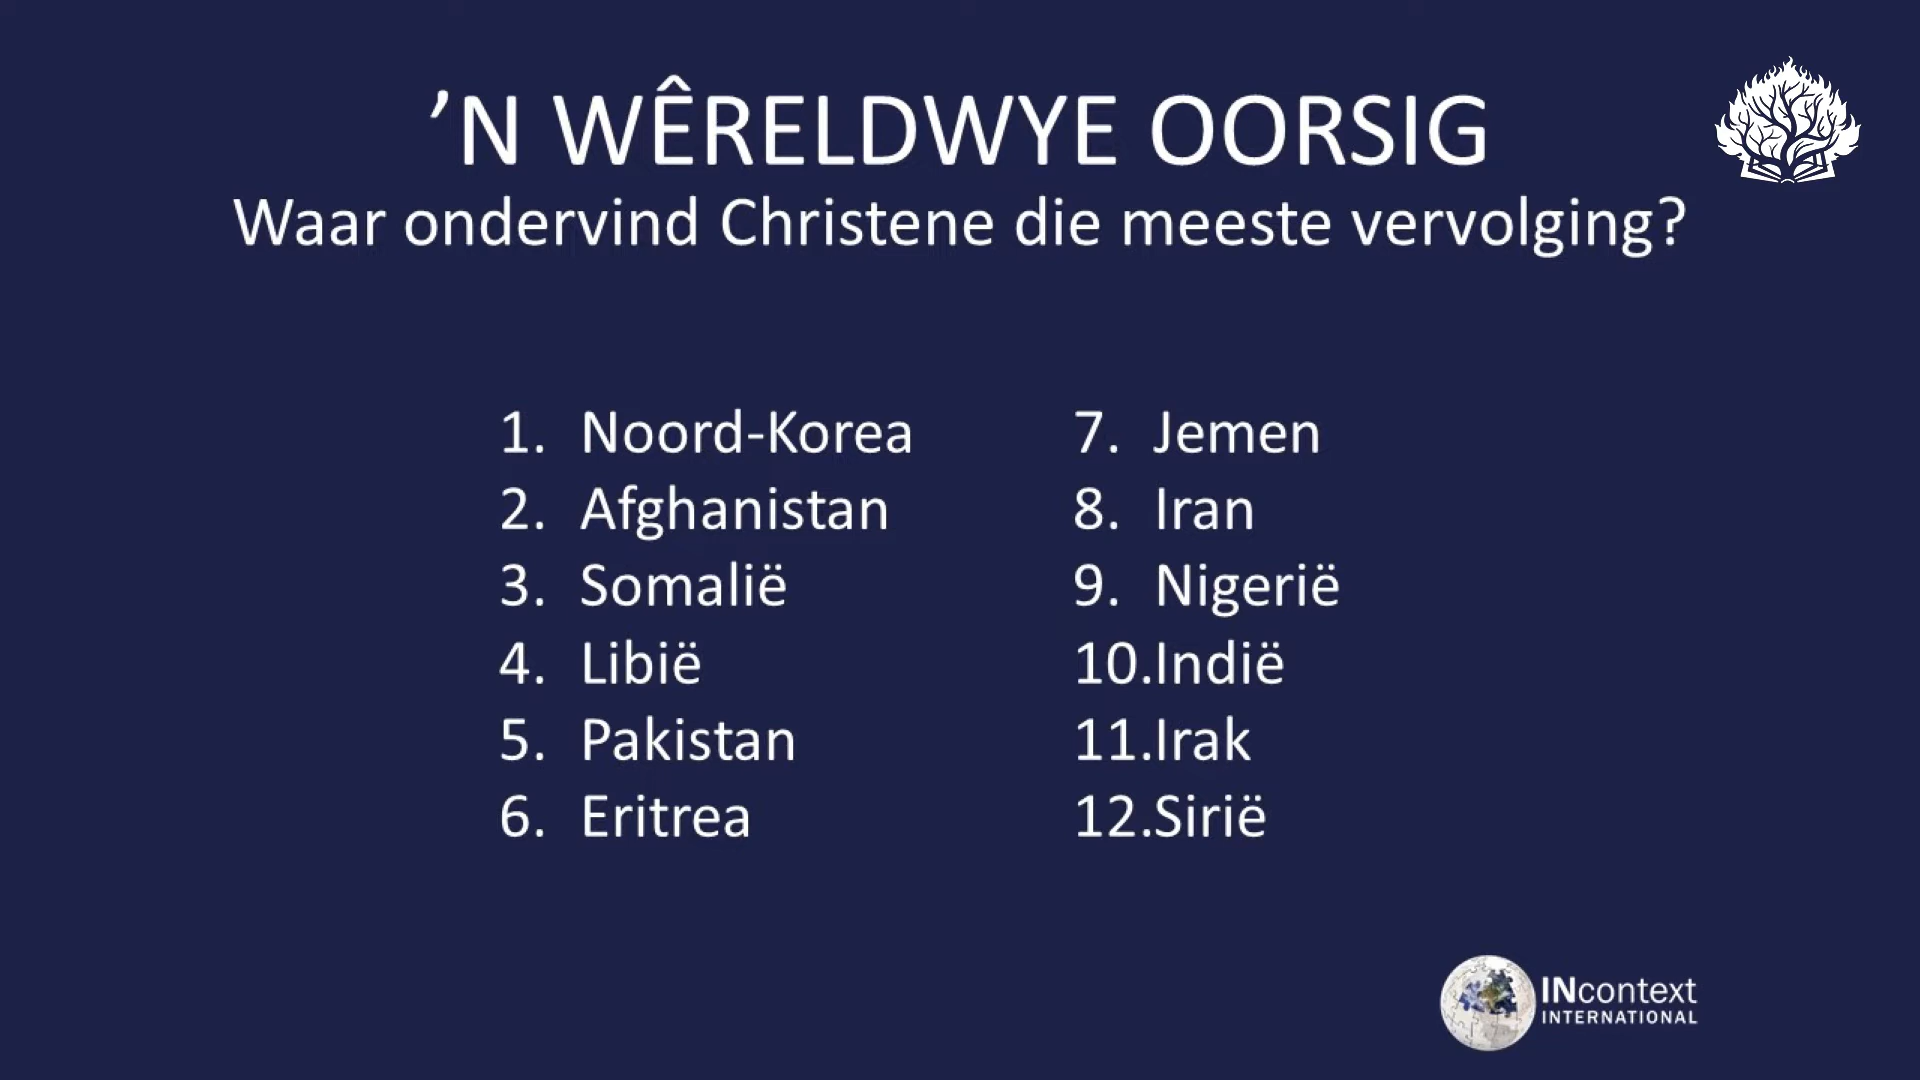 ’N WÊRELDWYE OORSIG
Waar ondervind Christene die meeste vervolging?
1. Noord-Korea
2. Afghanistan
3. Somalië
4. Libië
5. Pakistan
6. Eritrea
7. Jemen
8. Iran
9. Nigerië
10.Indië
11.Irak
12.Sirië
INcontext
INTERNATIONAL